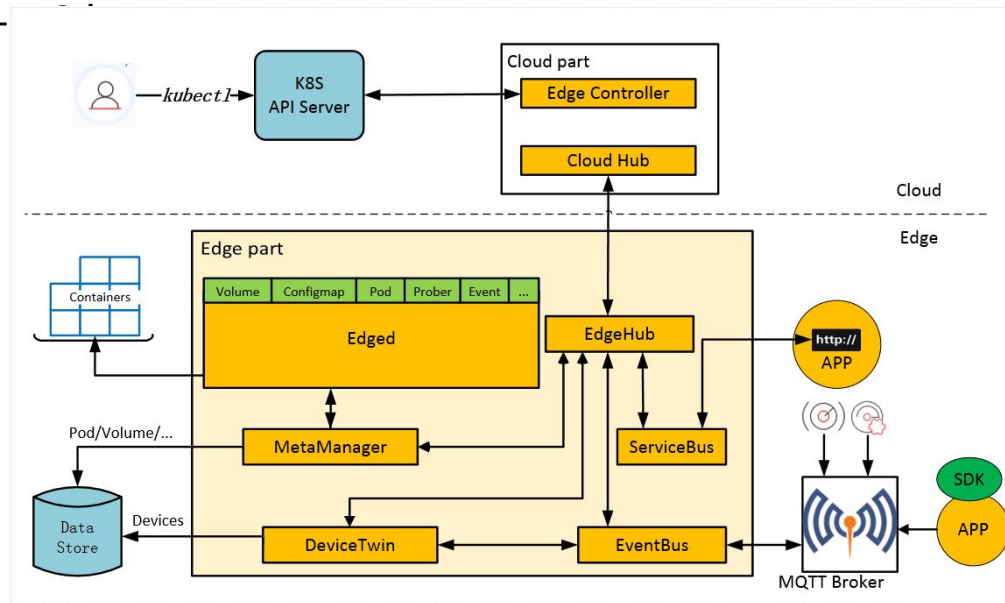 Cloud part
K8S
API Server
kubectl
Edge Controller
Cloud Hub
Cloud
Edge
Edge part
Volume
Configmap
Pod
Prober
Event
...
Containers
Edged
EdgeHub
http://
APP
Pod/Volume/...
MetaManager
ServiceBus
SDK
APP
Data
Store
Devices
DeviceTwin
EventBus
MQTT Broker